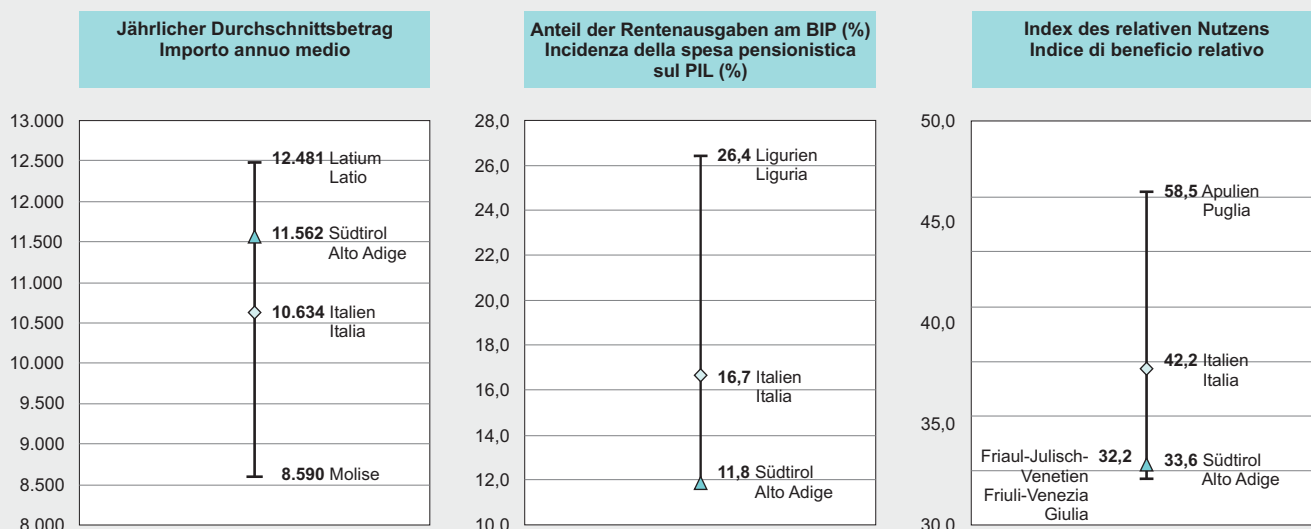 Jährlicher Durchschnittsbetrag
Importo annuo medio
13.000
12.500
12.000
11.500
11.000
10.500
10.000
9.500
9.000
8.500
8.000
12.481 Latium
Latio
11.562 Südtirol
Alto Adige
10.634 Italien
Italia
8.590 Molise
Anteil der Rentenausgaben am BIP (%)
Incidenza della spesa pensionistica
sul PIL (%)
28,0
26,0
24,0
22,0
20,0
18,0
16,0
14,0
12,0
10,0
26,4 Ligurien
Liguria
16,7 Italien
Italia
11,8 Südtirol
Alto Adige
Index des relativen Nutzens
Indice di beneficio relativo
50,0
45,0
40,0
35,0
30,0
58,5 Apulien
Puglia
42,2 Italien
Italia
33,6 Südtirol
Alto Adige
Friaul-Julisch- 32,2
Venetien
Friuli-Venezia
Giulia